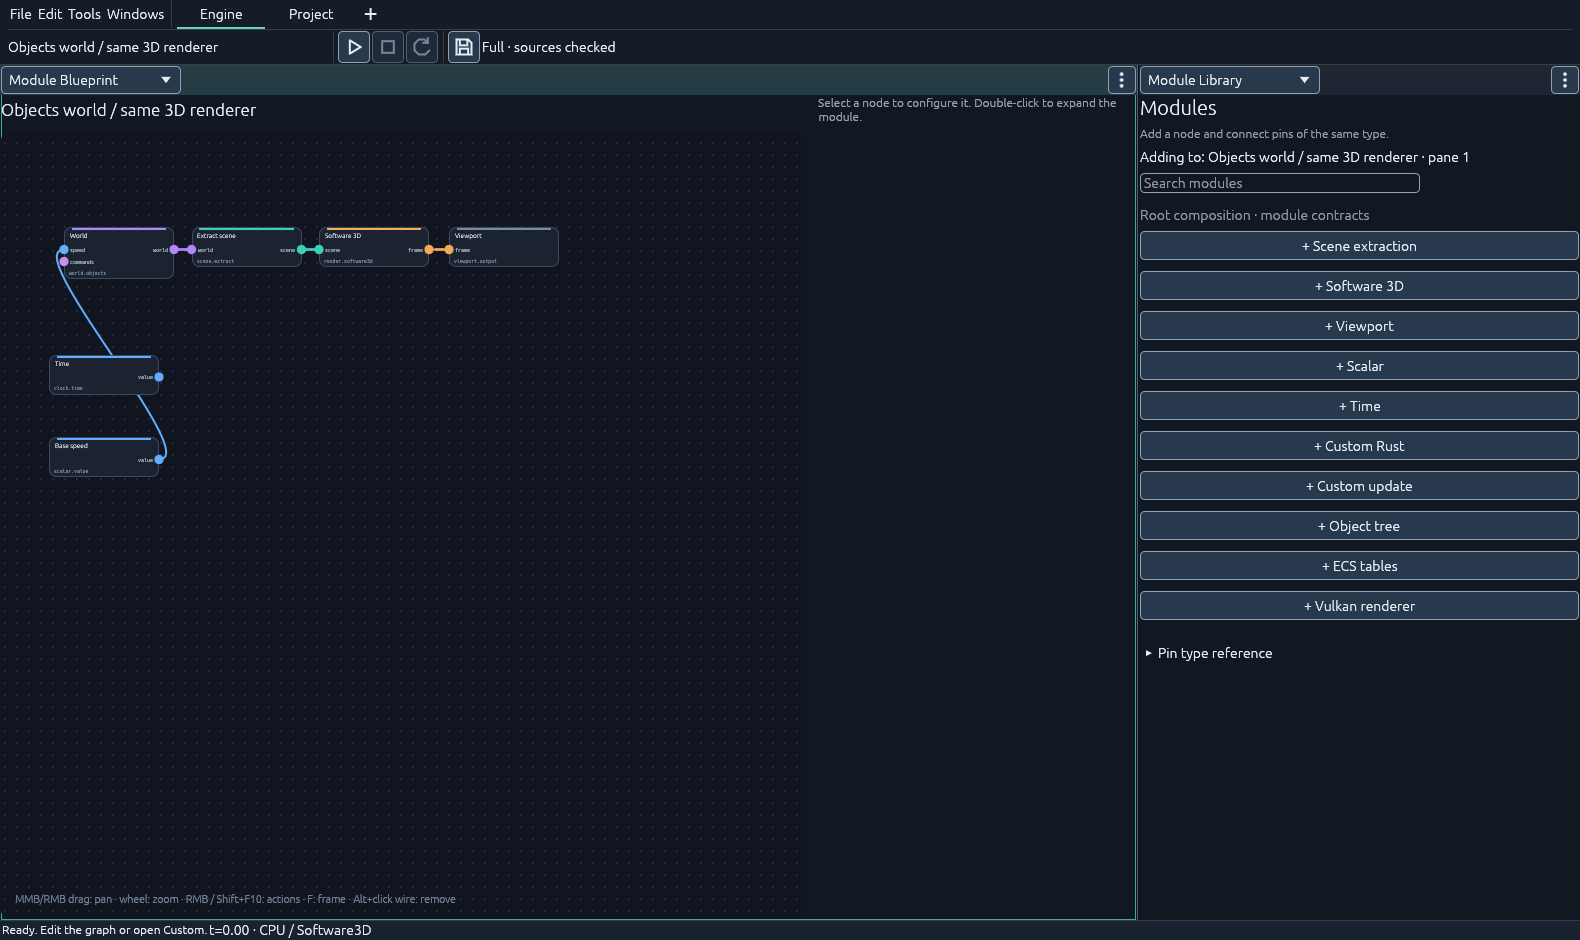 File Edit Tools Windows Engine Project +
Objects world / same 3D renderer Full · sources checked
Module Blueprint
Module Library
Objects world / same 3D renderer
Select a node to configure it. Double-click to expand the
module.
Modules
Add a node and connect pins of the same type.
Adding to: Objects world / same 3D renderer · pane 1
Search modules
Root composition · module contracts
+ Scene extraction
+ Software 3D
+ Viewport
+ Scalar
+ Time
+ Custom Rust
+ Custom update
+ Object tree
+ ECS tables
+ Vulkan renderer
▸ Pin type reference
World
speed world
commands
world.objects
Extract scene
world scene
scene.extract
Software 3D
scene frame
render.software3d
Viewport
frame
viewport.output
Time
value
clock.time
Base speed
value
scalar.value
MMB/RMB drag: pan · wheel: zoom · RMB / Shift+F10: actions · F: frame · Alt+click wire: remove
Ready. Edit the graph or open Custom. t=0.00 · CPU / Software3D